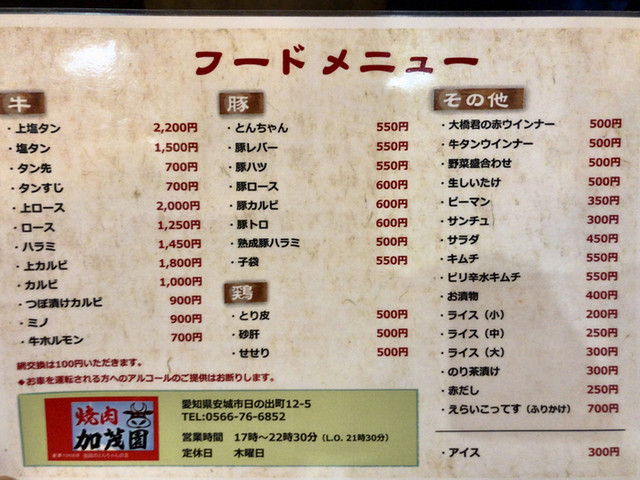 フードメニュー
牛
・上塩タン 2,200円
・塩タン 1,500円
・タン先 700円
・タンすじ 700円
・上ロース 2,000円
・ロース 1,250円
・ハラミ 1,450円
・上カルビ 1,800円
・カルビ 1,000円
・つぼ漬けカルビ 900円
・ミノ 900円
・牛ホルモン 700円
豚
・とんちゃん 550円
・豚レバー 550円
・豚ハツ 550円
・豚ロース 600円
・豚カルビ 600円
・豚トロ 600円
・熟成豚ハラミ 500円
・子袋 550円
鶏
・とり皮 500円
・砂肝 500円
・せせり 500円
その他
・大橋君の赤ウインナー 500円
・牛タンウインナー 500円
・野菜盛合わせ 500円
・生しいたけ 500円
・ピーマン 350円
・サンチュ 300円
・サラダ 450円
・キムチ 550円
・ピリ辛水キムチ 550円
・お漬物 400円
・ライス（小） 200円
・ライス（中） 250円
・ライス（大） 300円
・のり茶漬け 300円
・赤だし 250円
・えらいこってす（ふりかけ） 700円
・アイス 300円
網交換は100円いただきます。
◆お車を運転される方へのアルコールのご提供はお断りします。
焼肉
加茂園
愛知県安城市日の出町12-5
TEL:0566-76-6852
営業時間 17時～22時30分（L.O. 21時30分）
定休日 木曜日